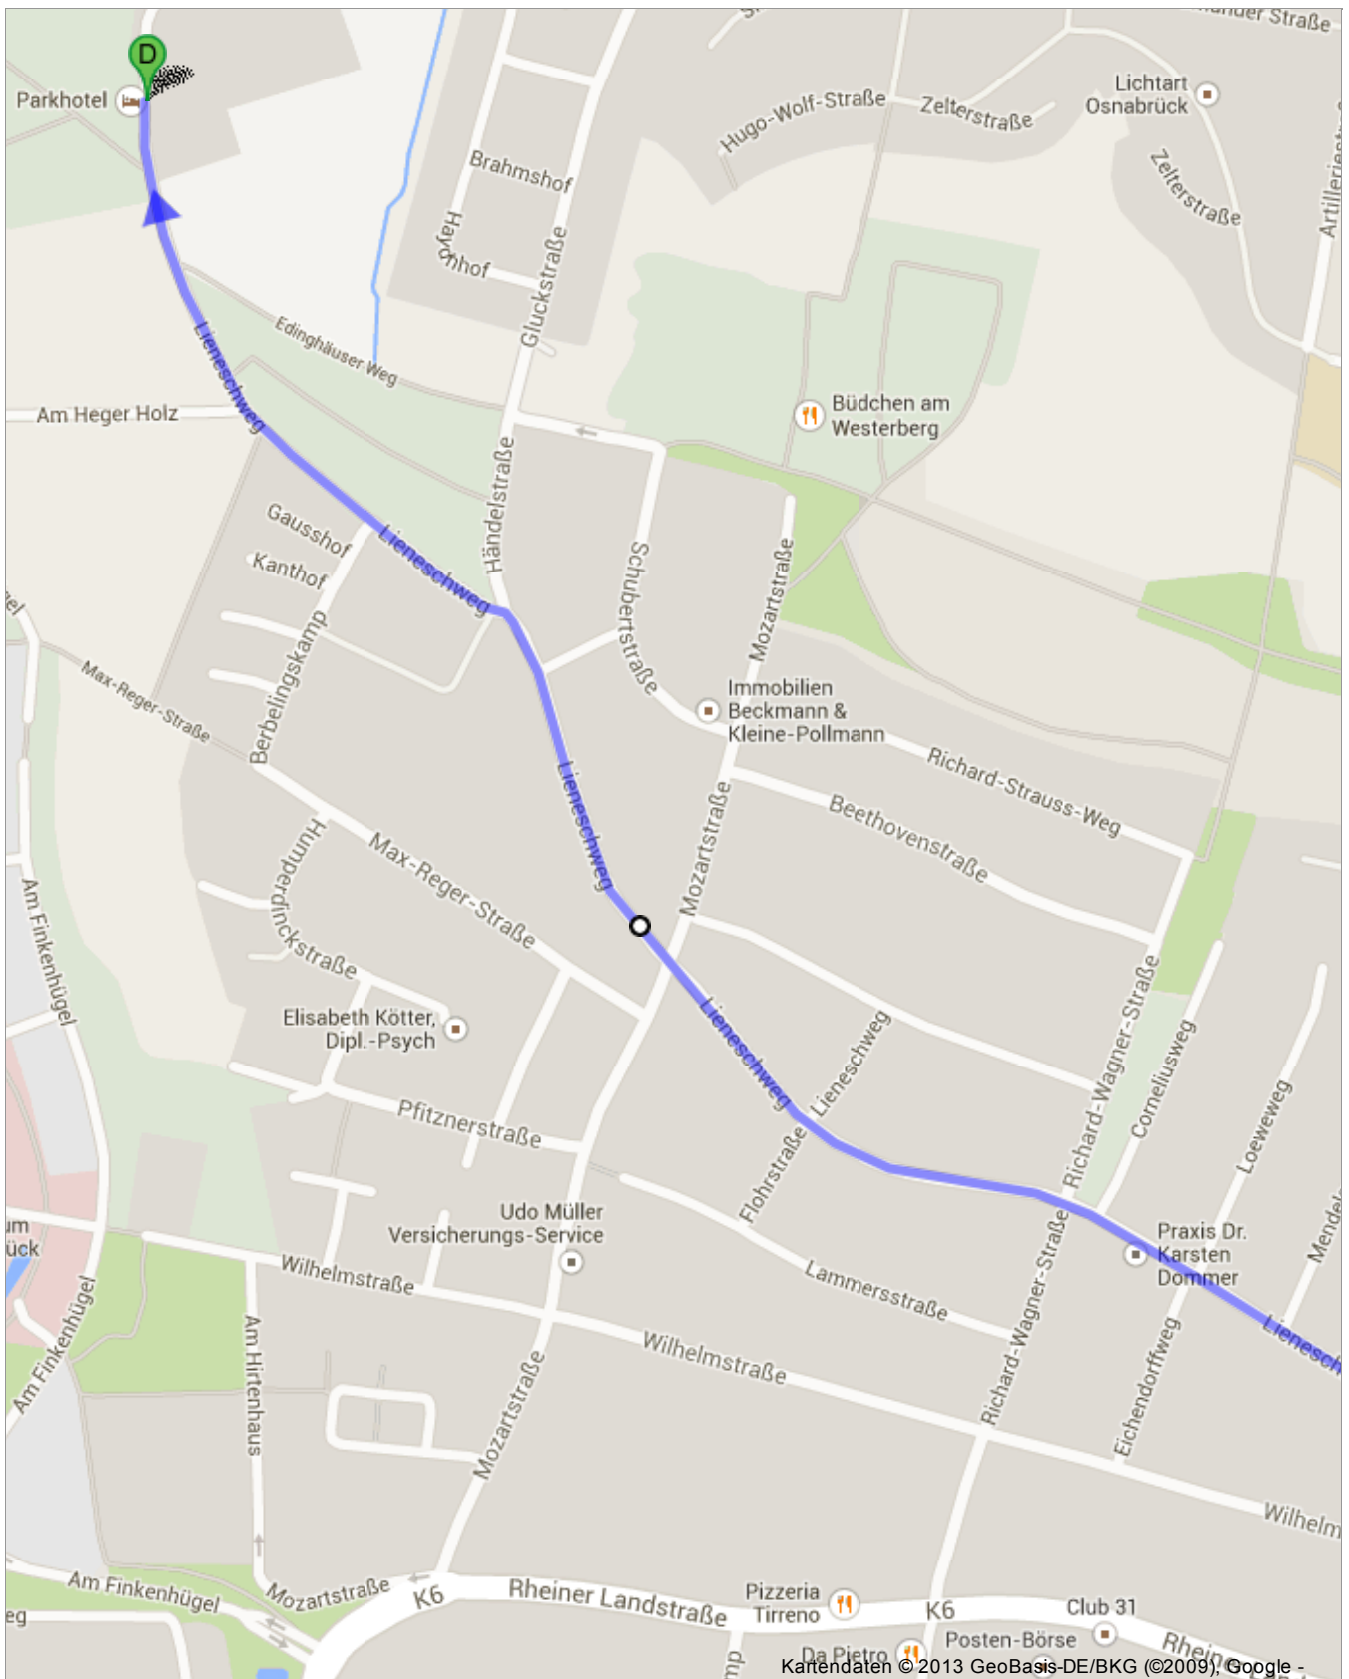 D
Parkhotel
Lichtart
Osnabrück
Hugo-Wolf-Straße
Zelterstraße
Zelterstraße
Brahmshof
Gluckstraße
Edinghäuser Weg
Lieneschweg
Am Heger Holz
Büdchen am
Westerberg
Händelstraße
Gausshof
Kanthof
Lieneschweg
Schubertstraße
Mozartstraße
Berbelingskamp
Max-Reger-Straße
Immobilien
Beckmann &
Kleine-Pollmann
Richard-Strauss-Weg
Beethovenstraße
Lieneschweg
Mozartstraße
Max-Reger-Straße
Humperdinckstraße
Am Finkenhügel
Elisabeth Kötter,
Dipl.-Psych
Lieneschweg
Lieneschweg
Richard-Wagner-Straße
Corneliusweg
Loeweweg
Pfitznerstraße
Flohrstraße
Udo Müller
Versicherungs-Service
Praxis Dr.
Karsten
Dommer
Wilhelmstraße
Lammersstraße
Richard-Wagner-Straße
Am Finkenhügel
Am Hirtenhaus
Wilhelmstraße
Eichendorffweg
Mozartstraße
Am Finkenhügel
Mozartstraße
K6
Rheiner Landstraße
Pizzeria
Tirreno
K6
Club 31
Da Pietro
Posten-Börse
Kartendaten © 2013 GeoBasis-DE/BKG (©2009), Google -